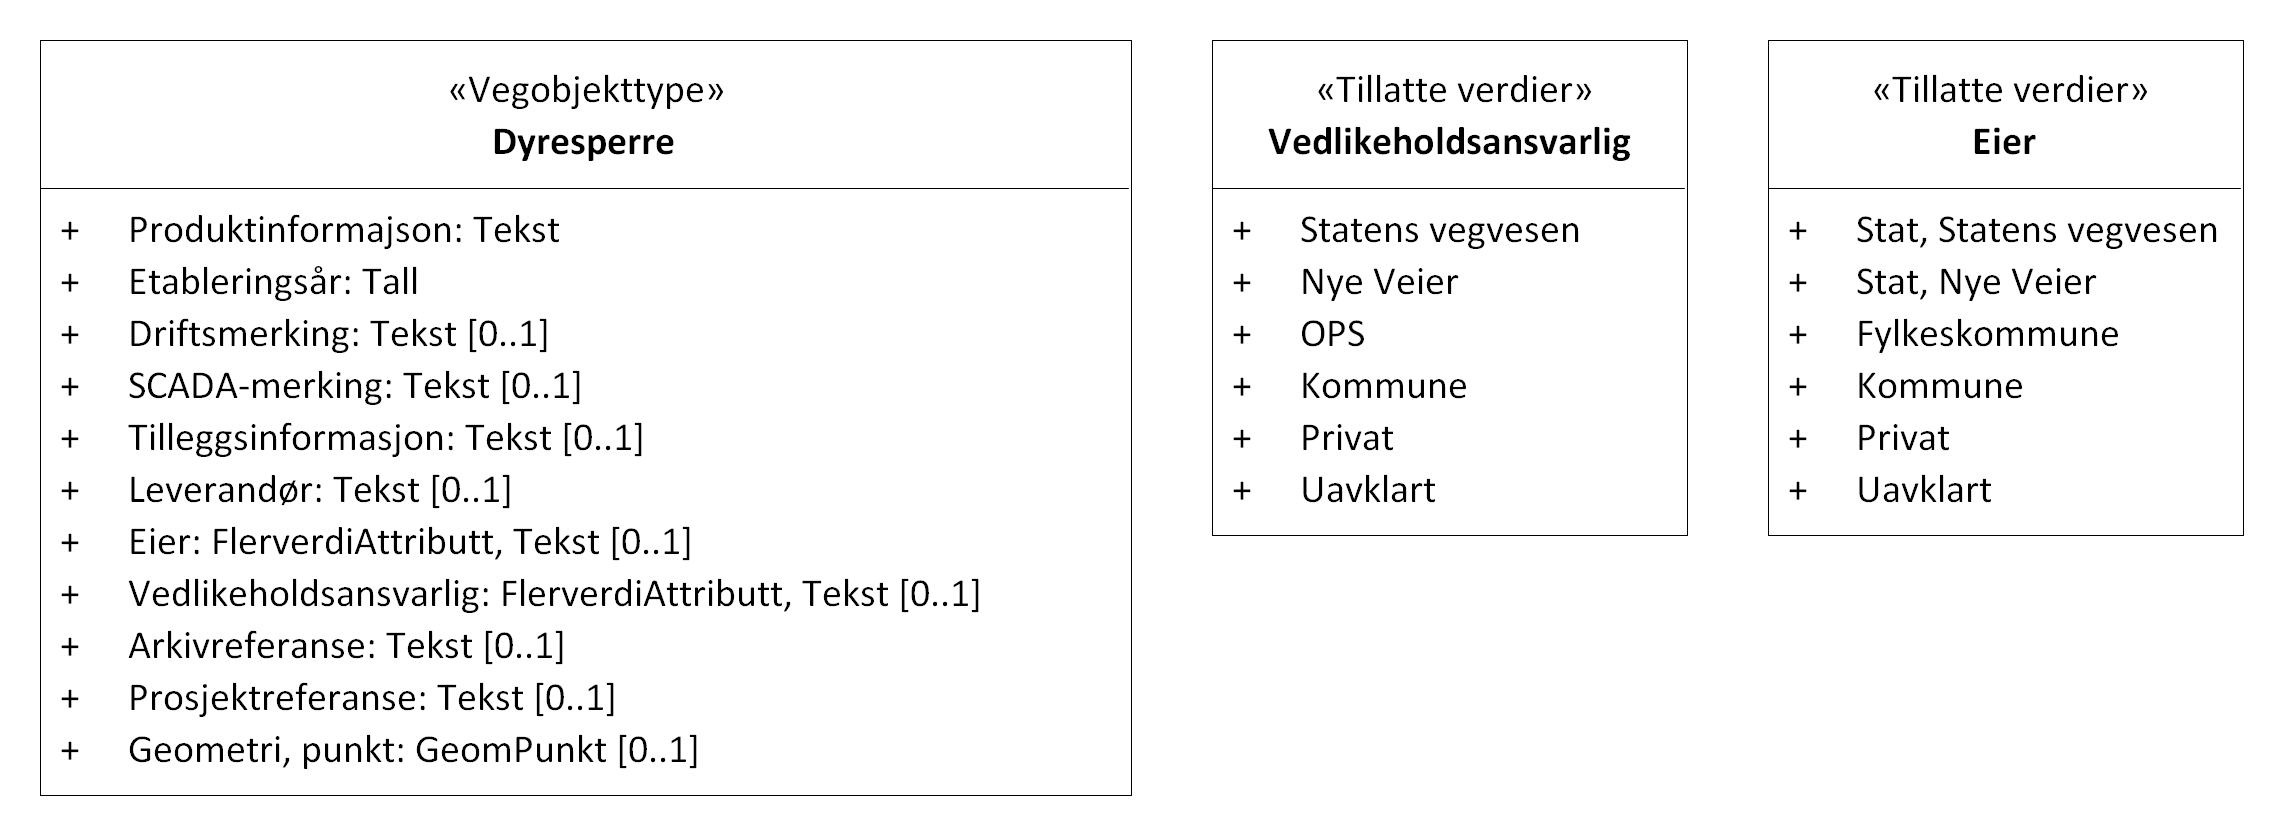 «Vegobjekttype»
Dyresperre
+ Produktinformajson: Tekst
+ Etableringsår: Tall
+ Driftsmerking: Tekst [0..1]
+ SCADA-merking: Tekst [0..1]
+ Tilleggsinformasjon: Tekst [0..1]
+ Leverandør: Tekst [0..1]
+ Eier: FlerverdiAttributt, Tekst [0..1]
+ Vedlikeholdsansvarlig: FlerverdiAttributt, Tekst [0..1]
+ Arkivreferanse: Tekst [0..1]
+ Prosjektreferanse: Tekst [0..1]
+ Geometri, punkt: GeomPunkt [0..1]
«Tillatte verdier»
Vedlikeholdsansvarlig
+ Statens vegvesen
+ Nye Veier
+ OPS
+ Kommune
+ Privat
+ Uavklart
«Tillatte verdier»
Eier
+ Stat, Statens vegvesen
+ Stat, Nye Veier
+ Fylkeskommune
+ Kommune
+ Privat
+ Uavklart